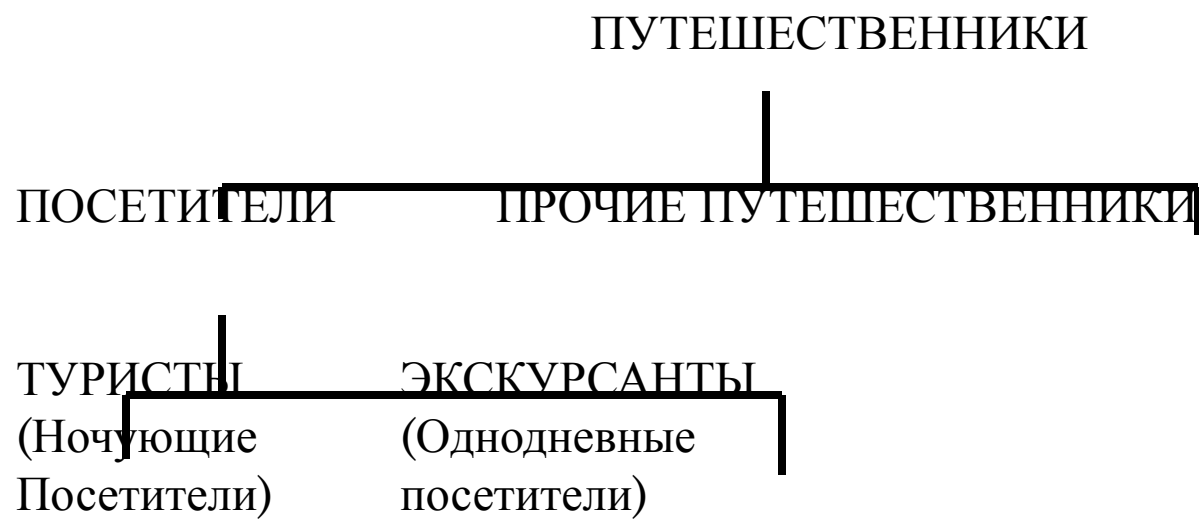 ПУТЕШЕСТВЕННИКИ
ПОСЕТИТЕЛИ ПРОЧИЕ ПУТЕШЕСТВЕННИКИ
ТУРИСТЫ ЭКСКУРСАНТЫ
(Ночующие (Однодневные
Посетители) посетители)